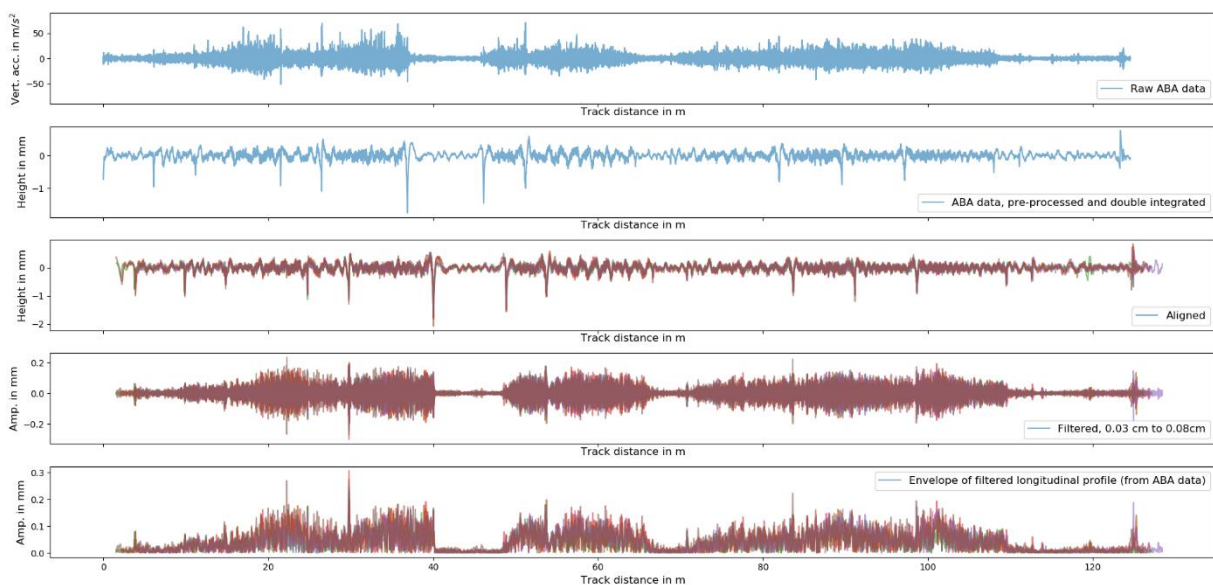 Vert. acc. in m/s²
50
0
−50
Raw ABA data
Track distance in m
Height in mm
0
−1
ABA data, pre-processed and double integrated
Track distance in m
Height in mm
0
−1
−2
Aligned
Track distance in m
Amp. in mm
0.2
0.0
−0.2
Filtered, 0.03 cm to 0.08cm
Track distance in m
Amp. in mm
0.3
0.2
0.1
0.0
Envelope of filtered longitudinal profile (from ABA data)
0 20 40 60 80 100 120
Track distance in m